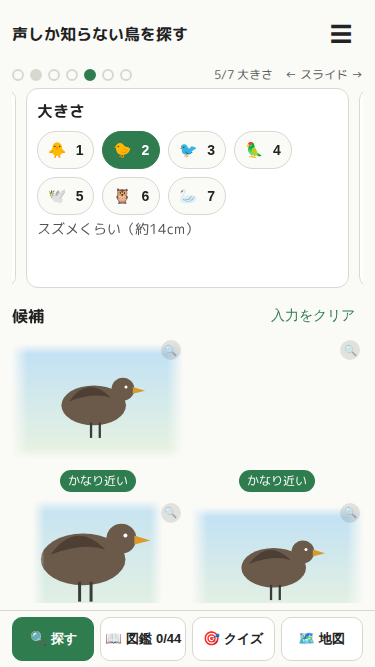 声しか知らない鳥を探す
5/7 大きさ ← スライド →
大きさ
1 2 3 4
5 6 7
スズメくらい（約14cm）
候補 入力をクリア
かなり近い かなり近い
探す 図鑑 0/44 クイズ 地図